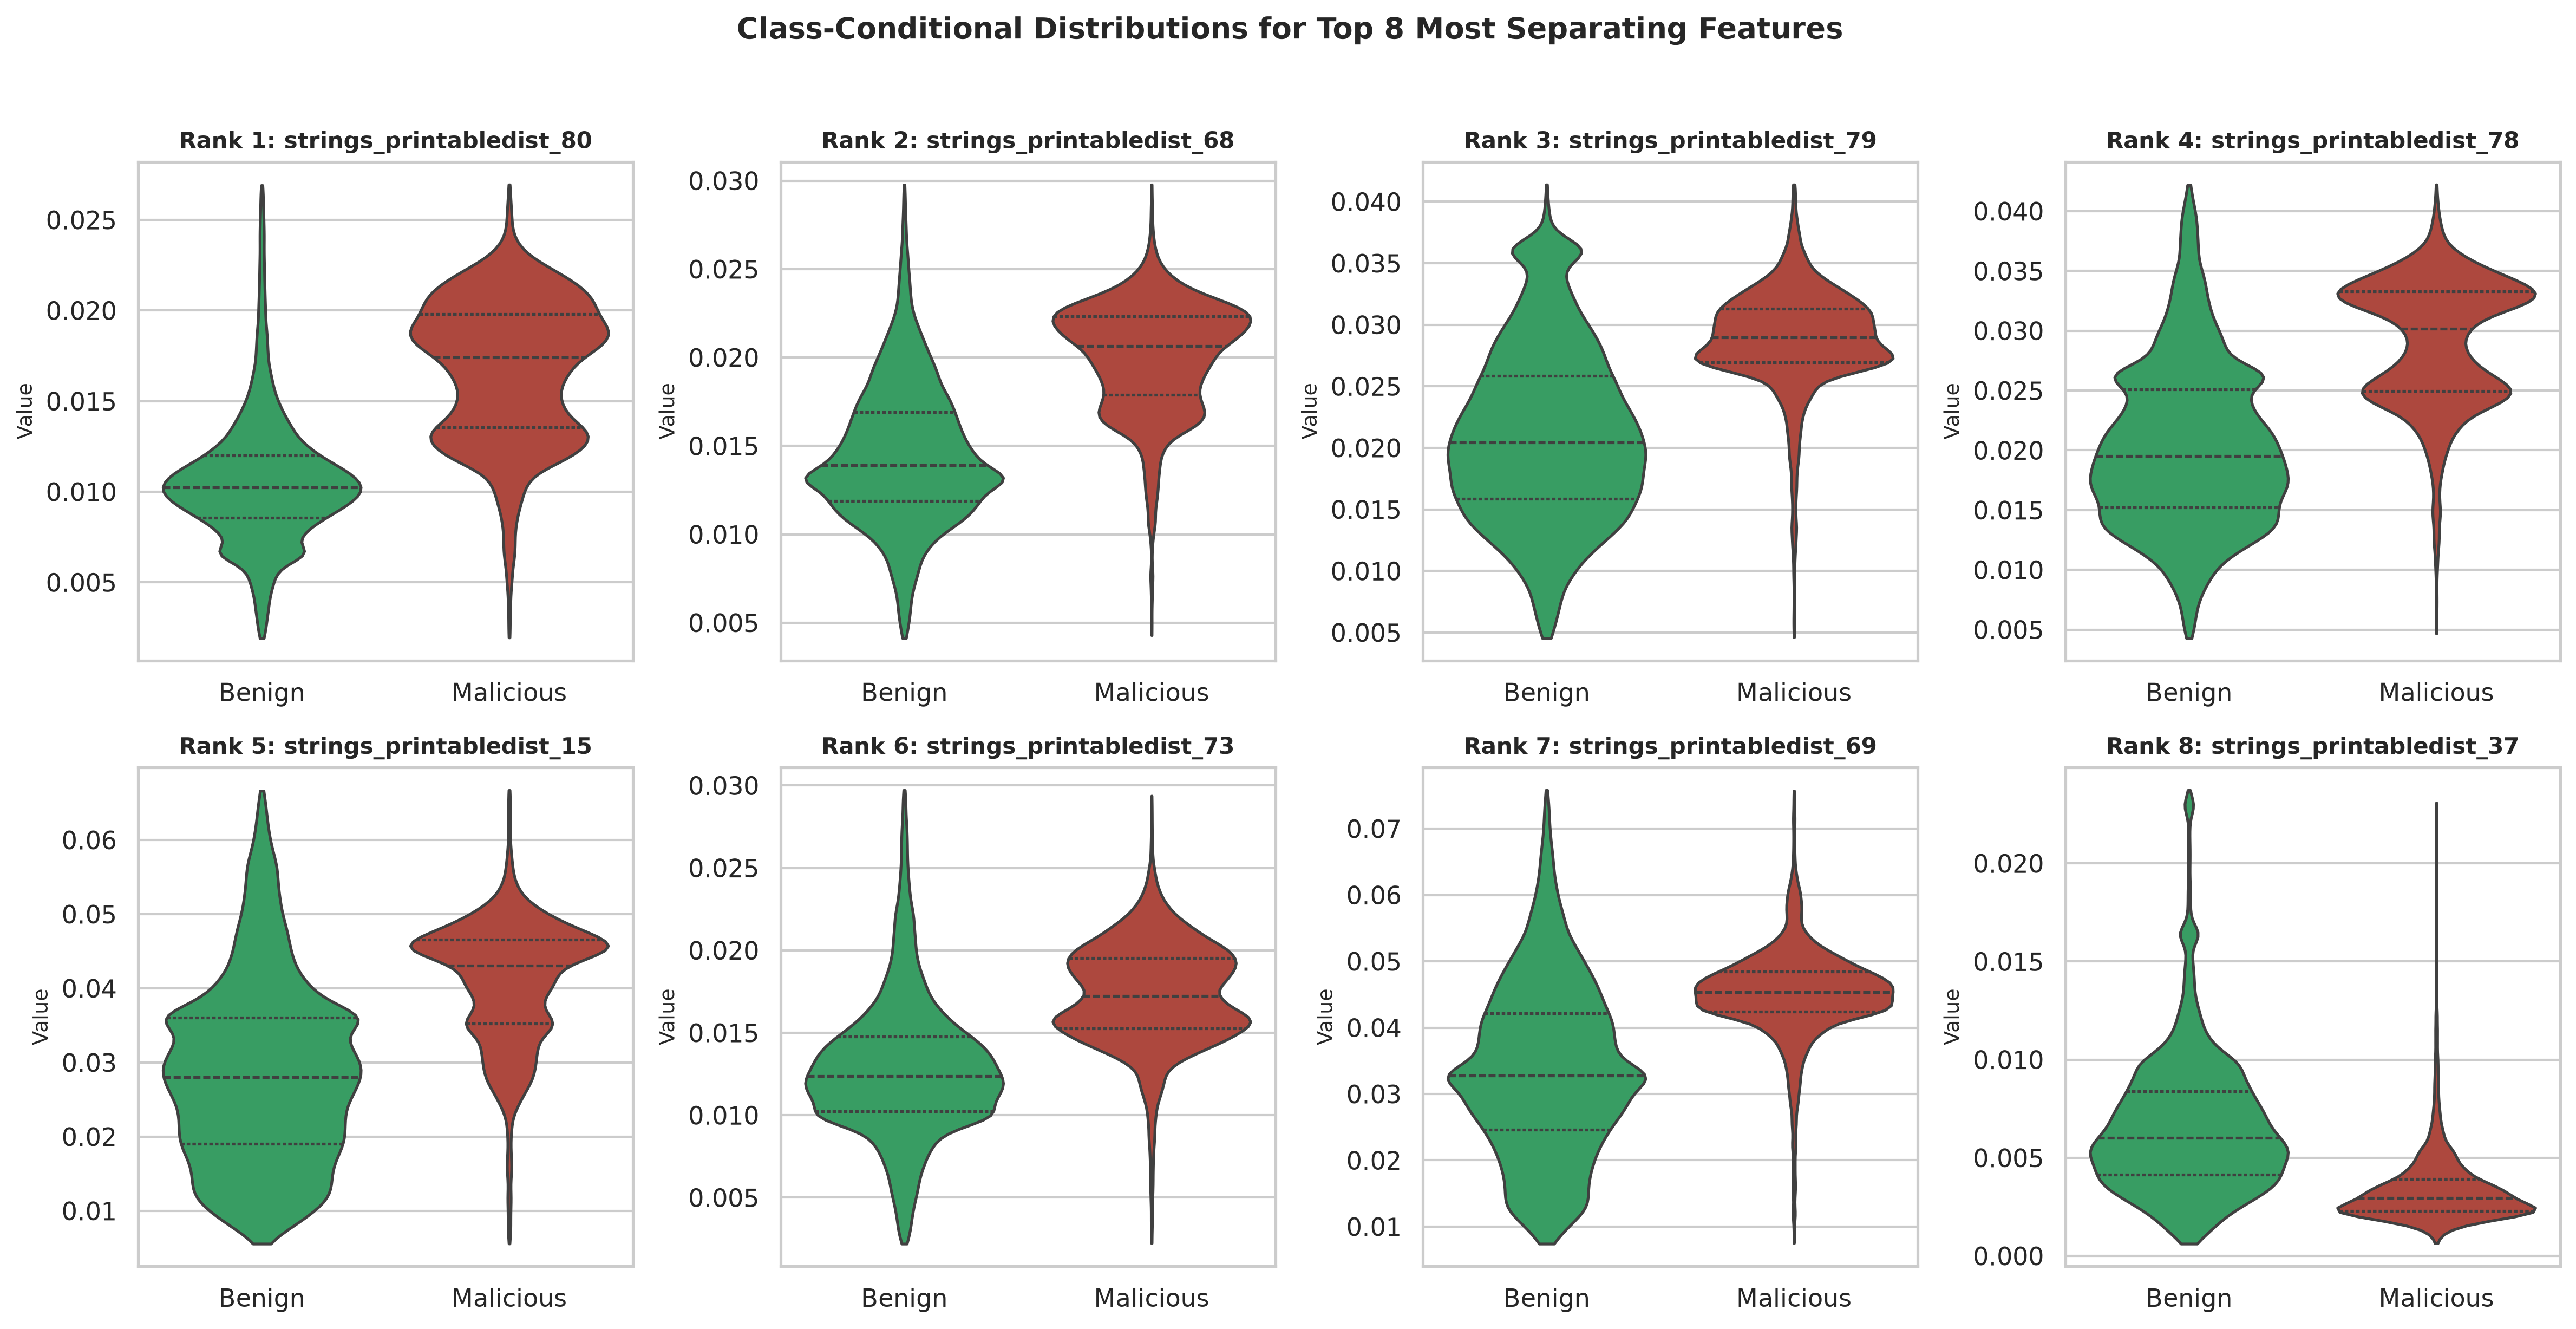 Class-Conditional Distributions for Top 8 Most Separating Features
Rank 1: strings_printabledist_80
Value
0.025
0.020
0.015
0.010
0.005
Benign
Malicious
Rank 2: strings_printabledist_68
Value
0.030
0.025
0.020
0.015
0.010
0.005
Benign
Malicious
Rank 3: strings_printabledist_79
Value
0.040
0.035
0.030
0.025
0.020
0.015
0.010
0.005
Benign
Malicious
Rank 4: strings_printabledist_78
Value
0.040
0.035
0.030
0.025
0.020
0.015
0.010
0.005
Benign
Malicious
Rank 5: strings_printabledist_15
Value
0.06
0.05
0.04
0.03
0.02
0.01
Benign
Malicious
Rank 6: strings_printabledist_73
Value
0.030
0.025
0.020
0.015
0.010
0.005
Benign
Malicious
Rank 7: strings_printabledist_69
Value
0.07
0.06
0.05
0.04
0.03
0.02
0.01
Benign
Malicious
Rank 8: strings_printabledist_37
Value
0.020
0.015
0.010
0.005
0.000
Benign
Malicious